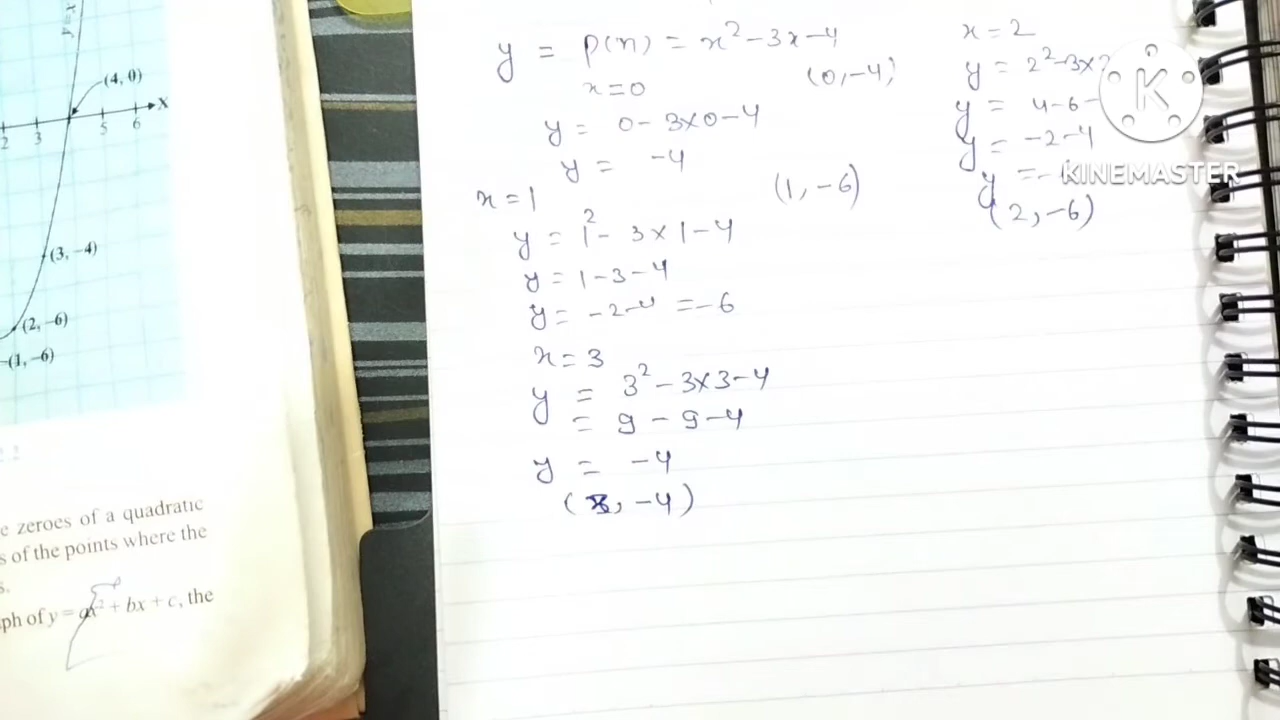 (4, 0)
X
2 3 5 6
(3, -4)
(2, -6)
(1, -6)
e zeroes of a quadratic
s of the points where the
s.
ph of y = ax² + bx + c, the
y = p(x) = x² - 3x - 4
x = 0 (0, -4)
y = 0 - 3×0 - 4
y = -4
x = 1 (1, -6)
y = 1² - 3×1 - 4
y = 1 - 3 - 4
y = -2 - 4 = -6
x = 3
y = 3² - 3×3 - 4
= 9 - 9 - 4
y = -4
(3, -4)
x = 2
y = 2² - 3×2
y = 4 - 6 -
y = -2 - 4
y = -
(2, -6)
K
KINEMASTER